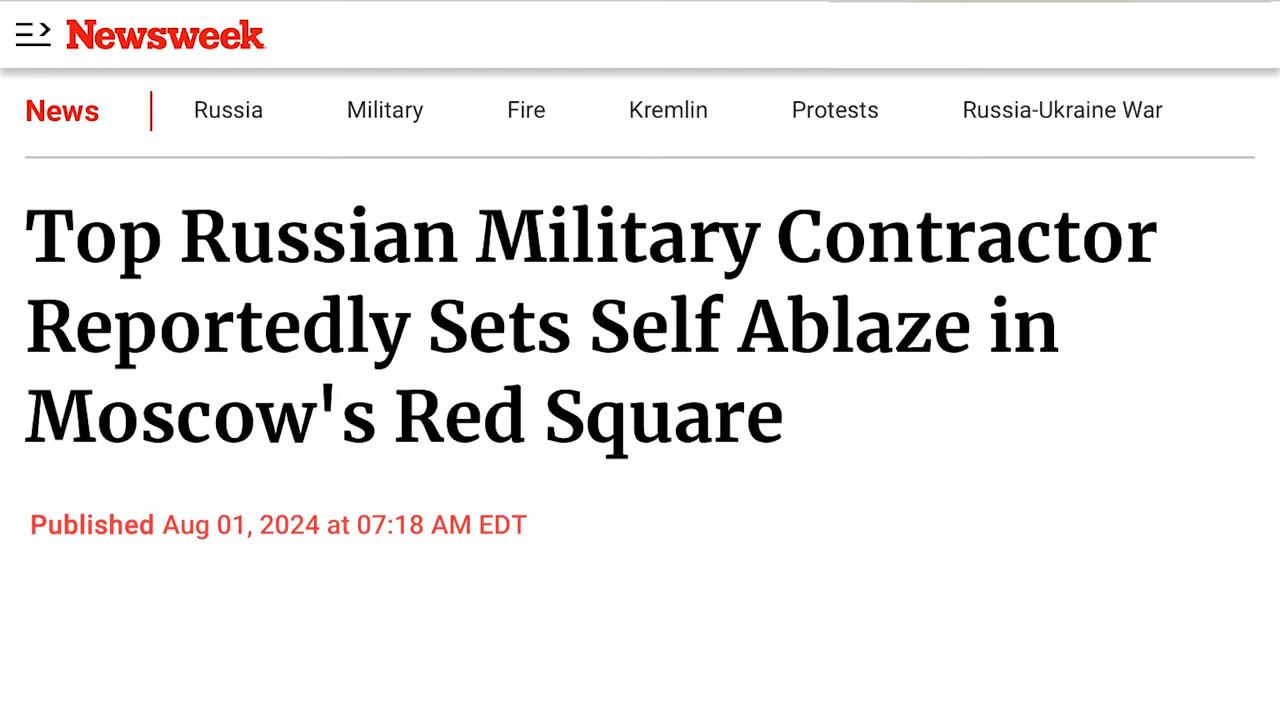 Newsweek
News Russia Military Fire Kremlin Protests Russia-Ukraine War
Top Russian Military Contractor
Reportedly Sets Self Ablaze in
Moscow's Red Square
Published Aug 01, 2024 at 07:18 AM EDT